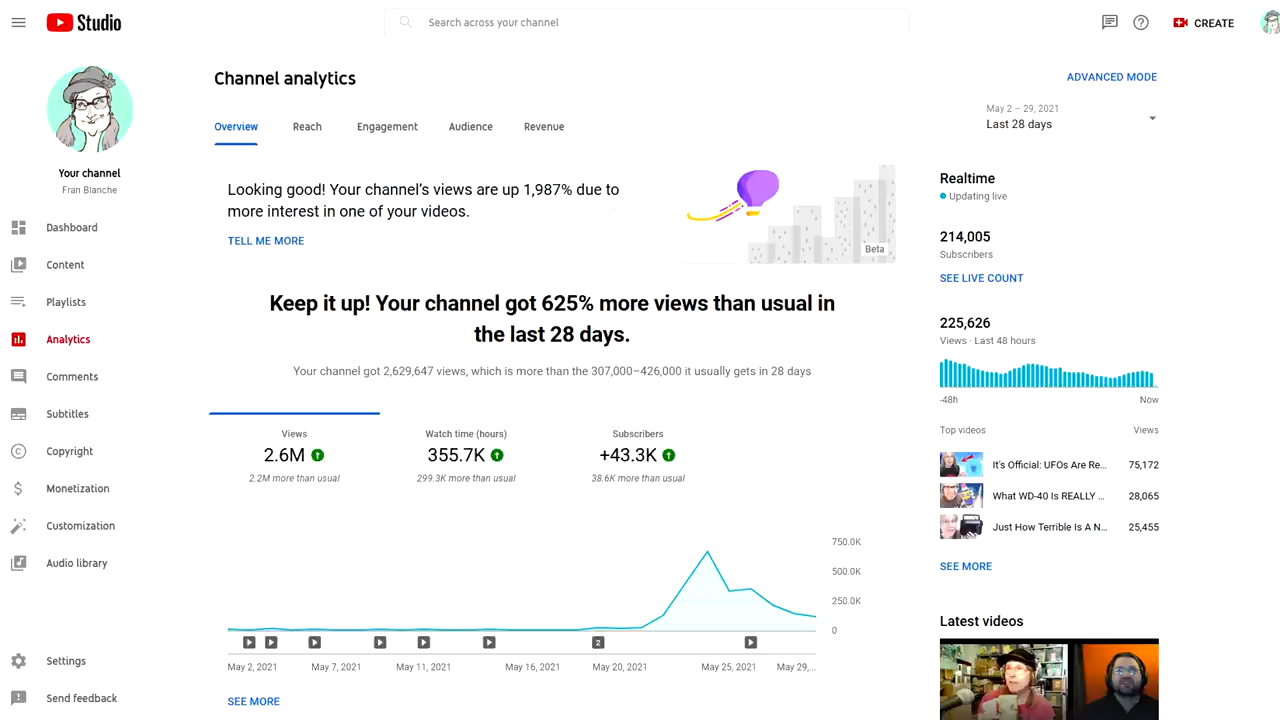 Studio
Search across your channel
CREATE
Your channel
Fran Blanche
Dashboard
Content
Playlists
Analytics
Comments
Subtitles
Copyright
Monetization
Customization
Audio library
Settings
Send feedback
Channel analytics
ADVANCED MODE
Overview
Reach
Engagement
Audience
Revenue
May 2 – 29, 2021
Last 28 days
Looking good! Your channel's views are up 1,987% due to
more interest in one of your videos.
TELL ME MORE
Beta
Keep it up! Your channel got 625% more views than usual in
the last 28 days.
Your channel got 2,629,647 views, which is more than the 307,000–426,000 it usually gets in 28 days
Views
2.6M
2.2M more than usual
Watch time (hours)
355.7K
299.3K more than usual
Subscribers
+43.3K
38.6K more than usual
750.0K
500.0K
250.0K
0
2
May 2, 2021
May 7, 2021
May 11, 2021
May 16, 2021
May 20, 2021
May 25, 2021
May 29,...
SEE MORE
Realtime
Updating live
214,005
Subscribers
SEE LIVE COUNT
225,626
Views · Last 48 hours
-48h
Now
Top videos
Views
It's Official: UFOs Are Re...
75,172
What WD-40 Is REALLY ...
28,065
Just How Terrible Is A N...
25,455
SEE MORE
Latest videos